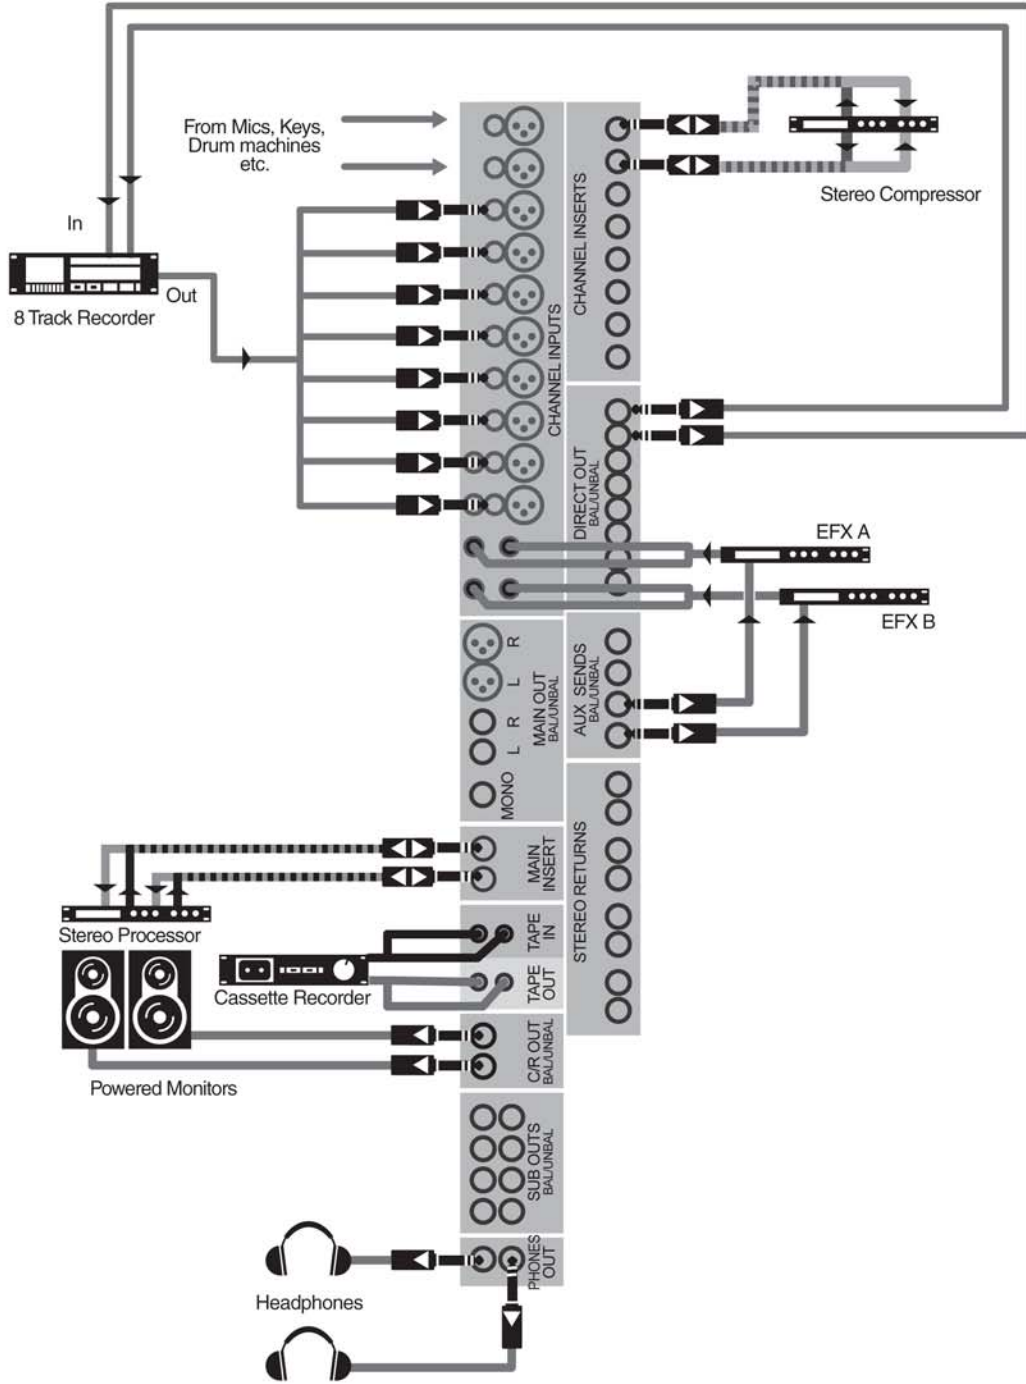 From Mics, Keys,
Drum machines
etc.
In
Out
8 Track Recorder
CHANNEL INPUTS
CHANNEL INSERTS
Stereo Compressor
DIRECT OUT
BAL/UNBAL
EFX A
EFX B
R
L
R
L
MONO
MAIN OUT
BAL/UNBAL
AUX SENDS
BAL/UNBAL
STEREO RETURNS
MAIN
INSERT
Stereo Processor
TAPE
IN
TAPE
OUT
Cassette Recorder
C/R OUT
BAL/UNBAL
Powered Monitors
SUB OUTS
BAL/UNBAL
PHONES
OUT
Headphones